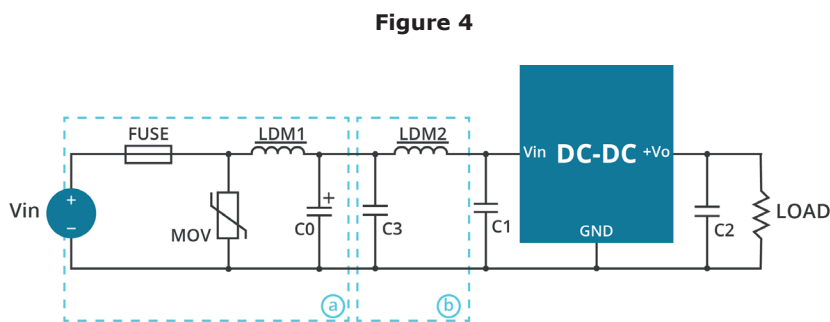 Figure 4
FUSE
LDM1
LDM2
Vin DC-DC +Vo
+
Vin
+
−
MOV
C0
C3
C1
GND
C2
LOAD
a
b